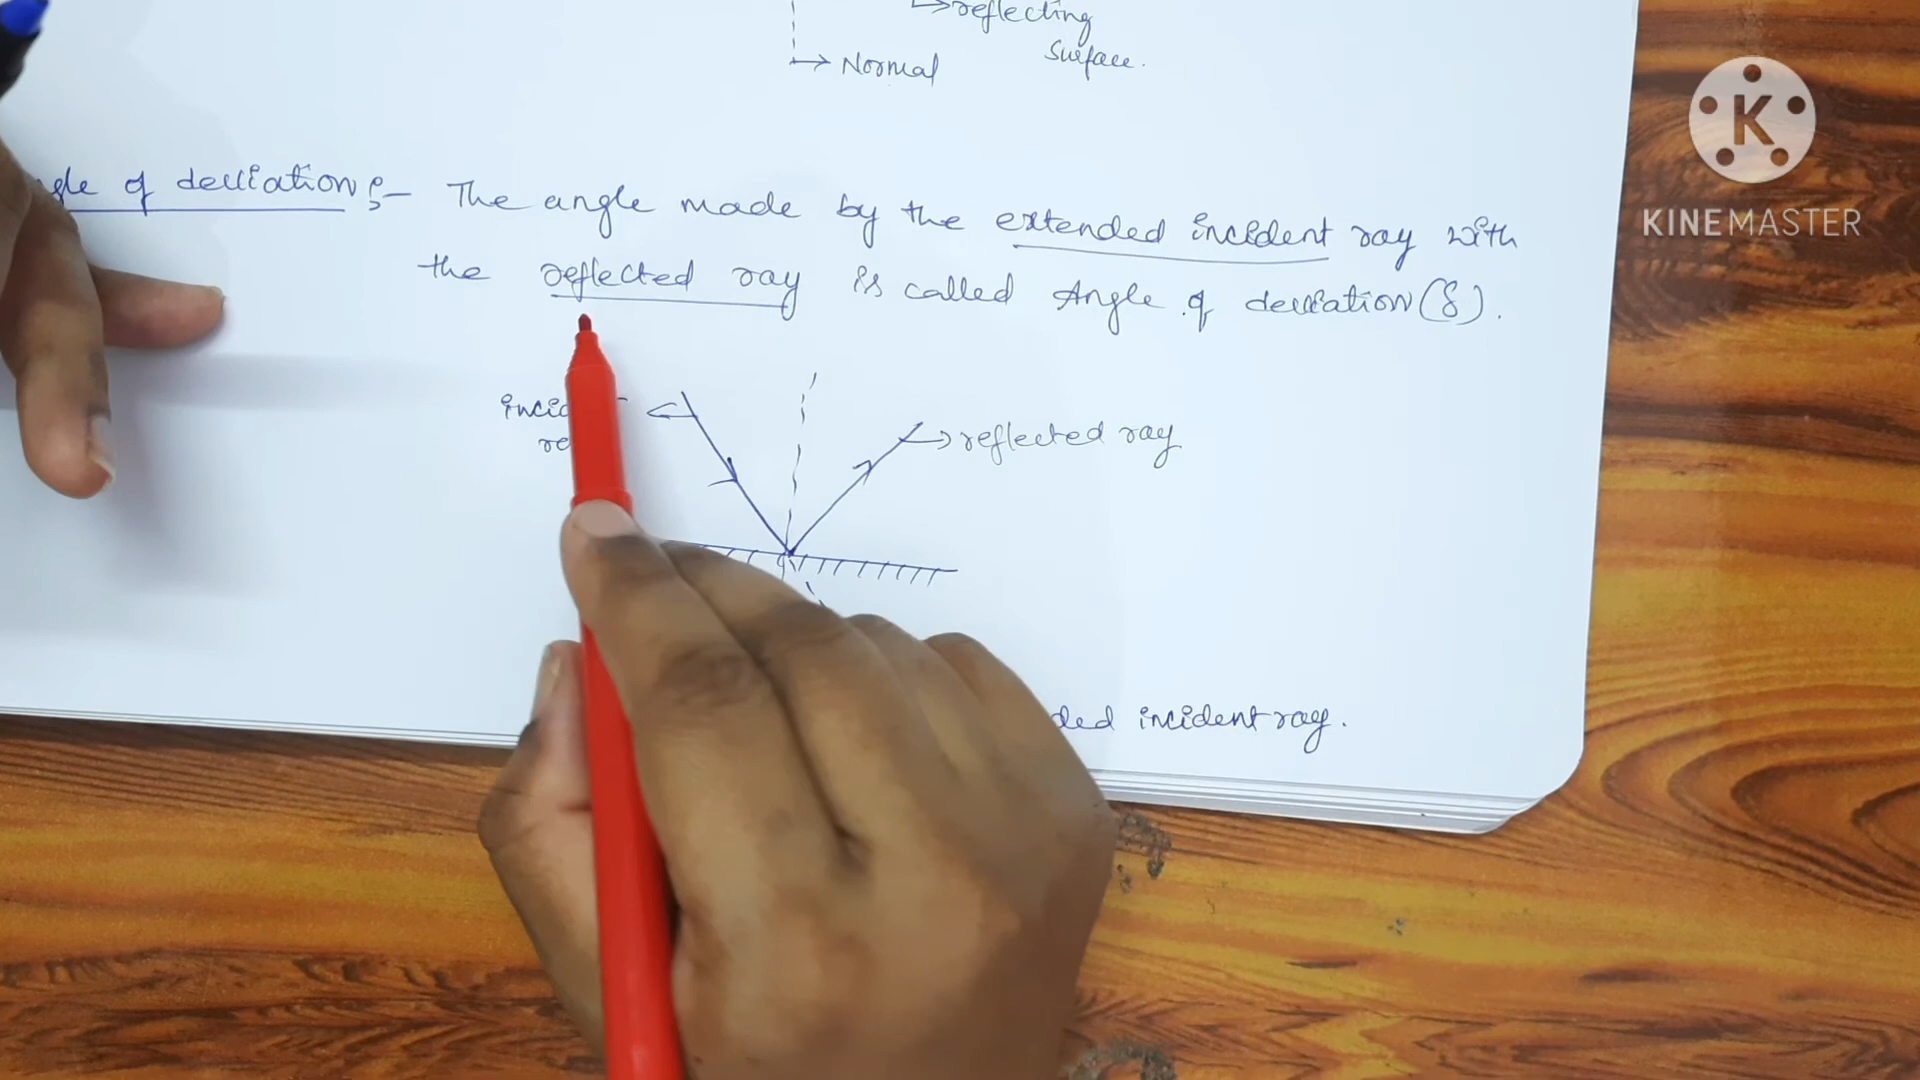 reflecting
surface.
Normal
of deviation :- The angle made by the extended incident ray with
the reflected ray is called Angle of deviation (δ).
reflected ray
incident ray.
K
KINEMASTER